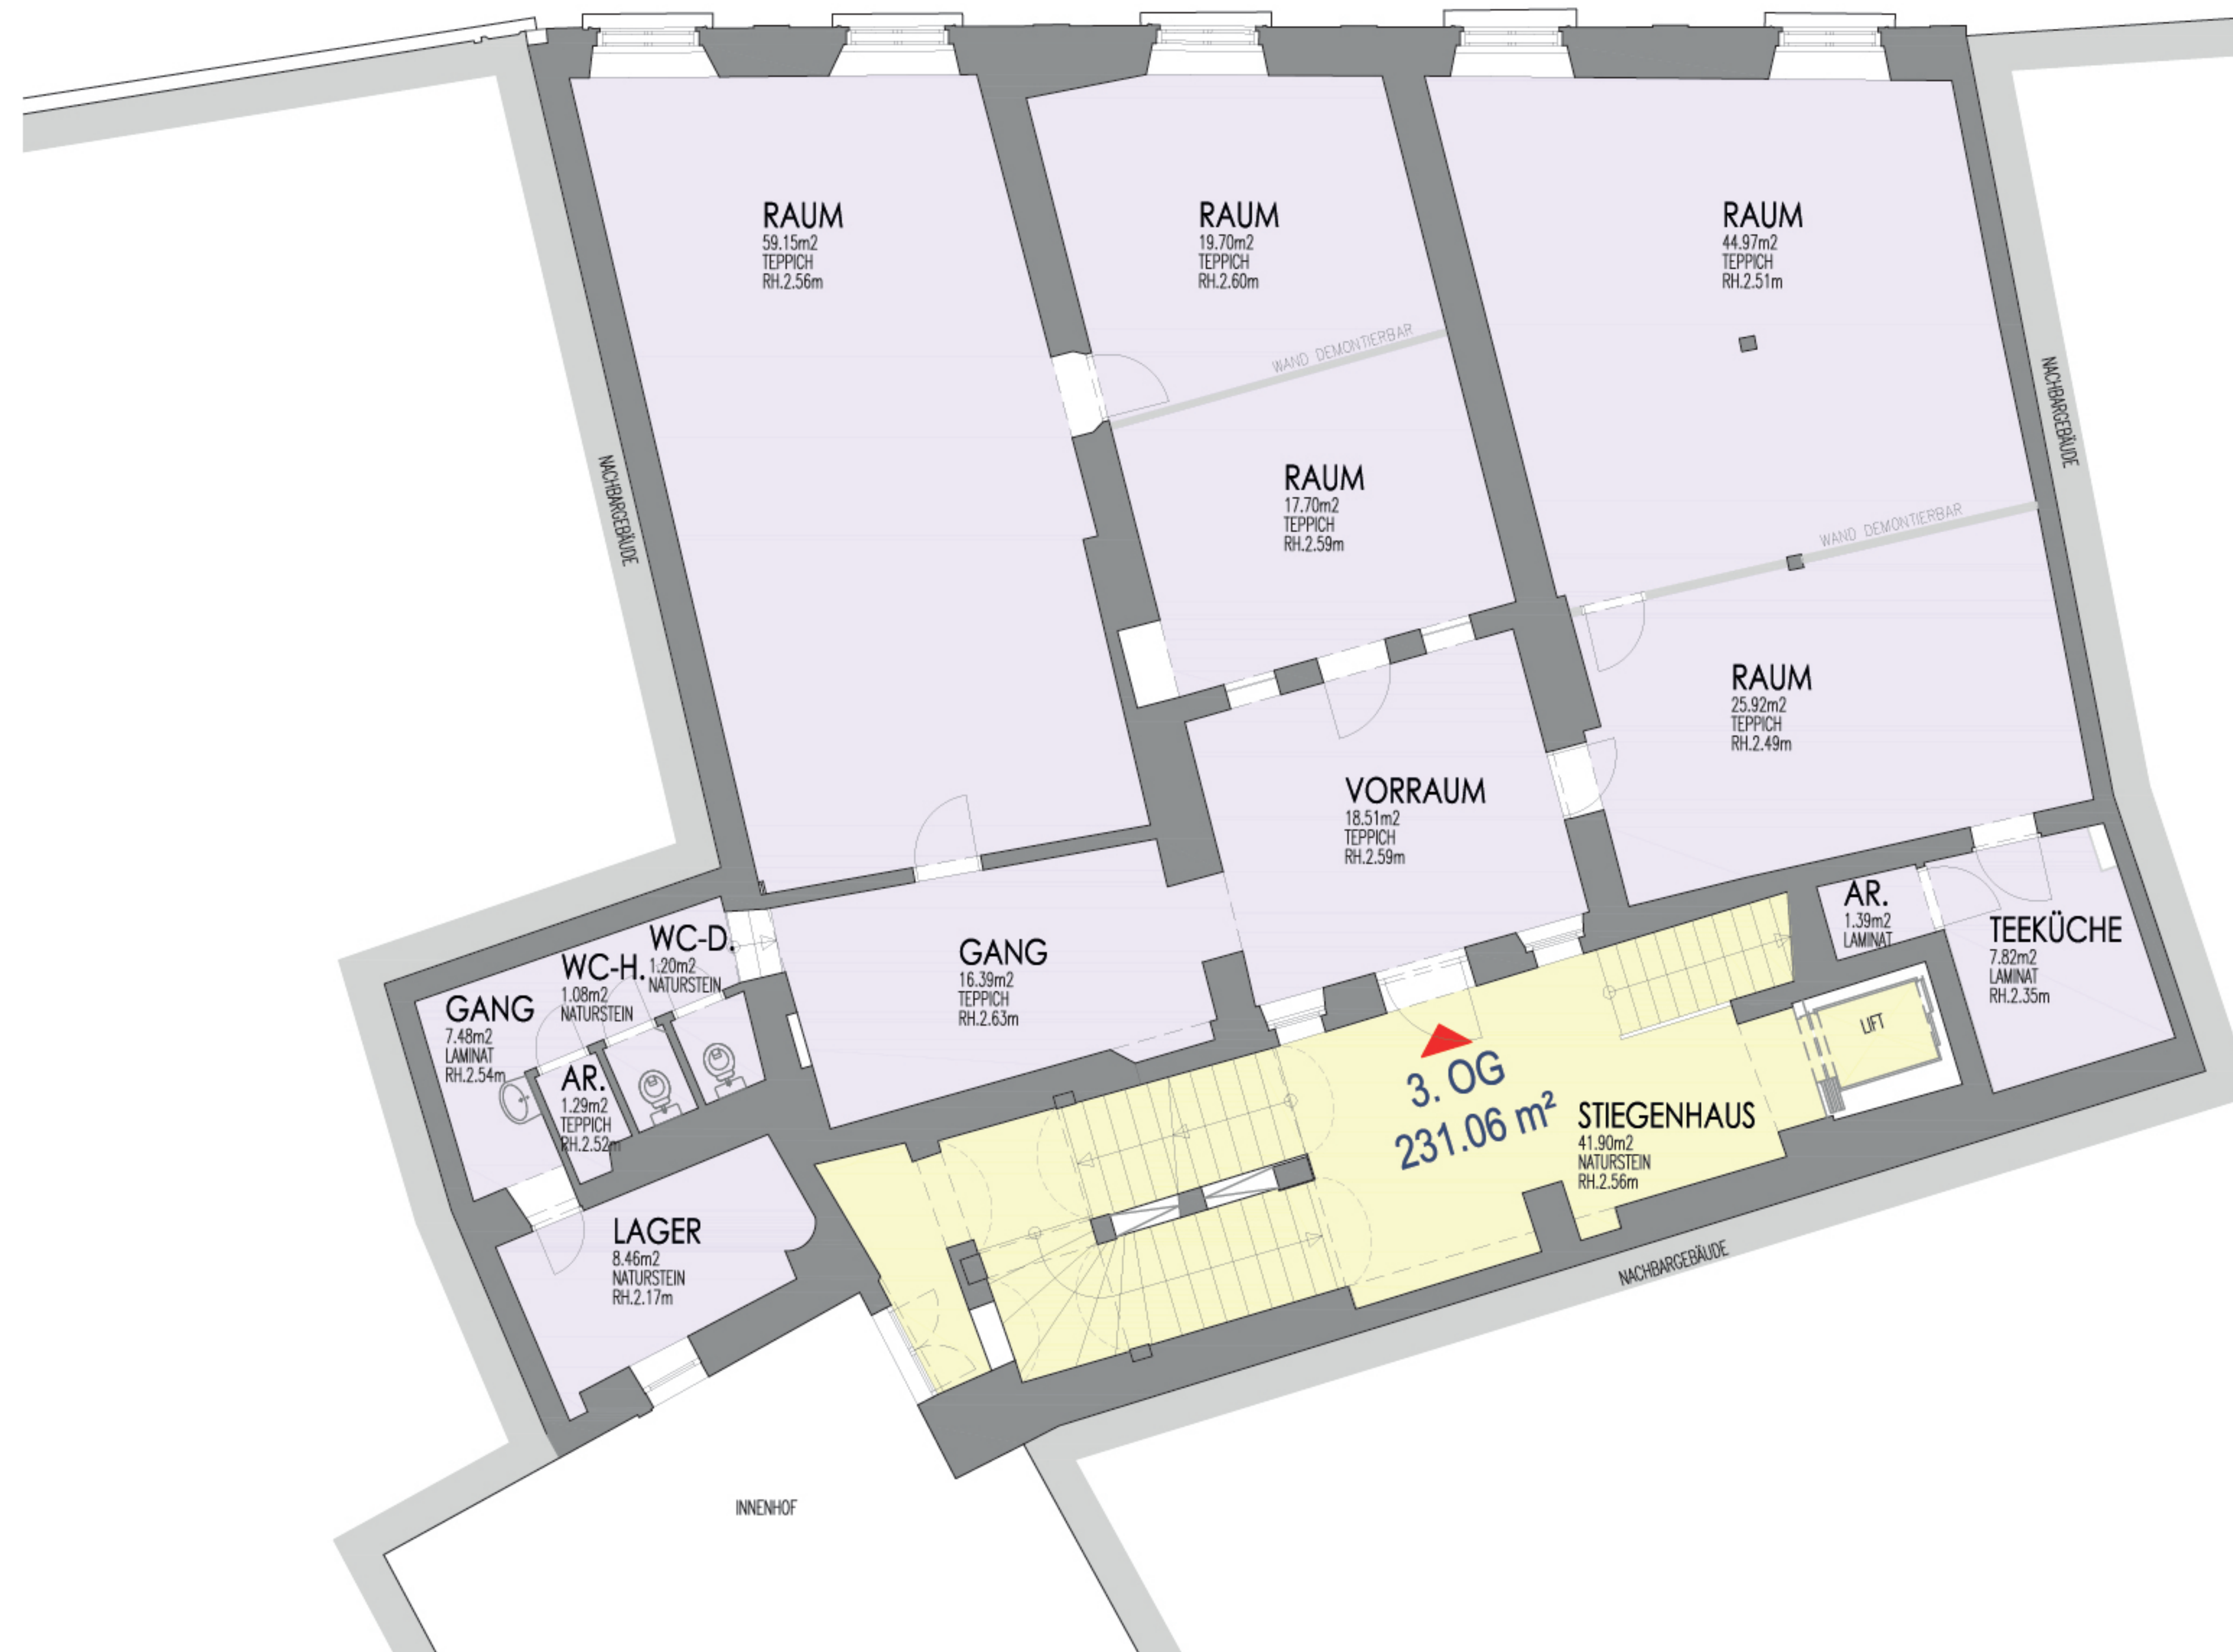 RAUM
59.15m2
TEPPICH
RH.2.56m
RAUM
19.70m2
TEPPICH
RH.2.60m
RAUM
44.97m2
TEPPICH
RH.2.51m
WAND DEMONTIERBAR
NACHBARGEBÄUDE
NACHBARGEBÄUDE
RAUM
17.70m2
TEPPICH
RH.2.59m
WAND DEMONTIERBAR
RAUM
25.92m2
TEPPICH
RH.2.49m
VORRAUM
18.51m2
TEPPICH
RH.2.59m
AR.
1.39m2
LAMINAT
TEEKÜCHE
7.82m2
LAMINAT
RH.2.35m
WC-D.
1.20m2
NATURSTEIN
WC-H.
1.08m2
NATURSTEIN
GANG
7.48m2
LAMINAT
RH.2.54m
GANG
16.39m2
TEPPICH
RH.2.63m
AR.
1.29m2
TEPPICH
RH.2.52m
LIFT
3. OG
231.06 m²
STIEGENHAUS
41.90m2
NATURSTEIN
RH.2.56m
LAGER
8.46m2
NATURSTEIN
RH.2.17m
NACHBARGEBÄUDE
INNENHOF